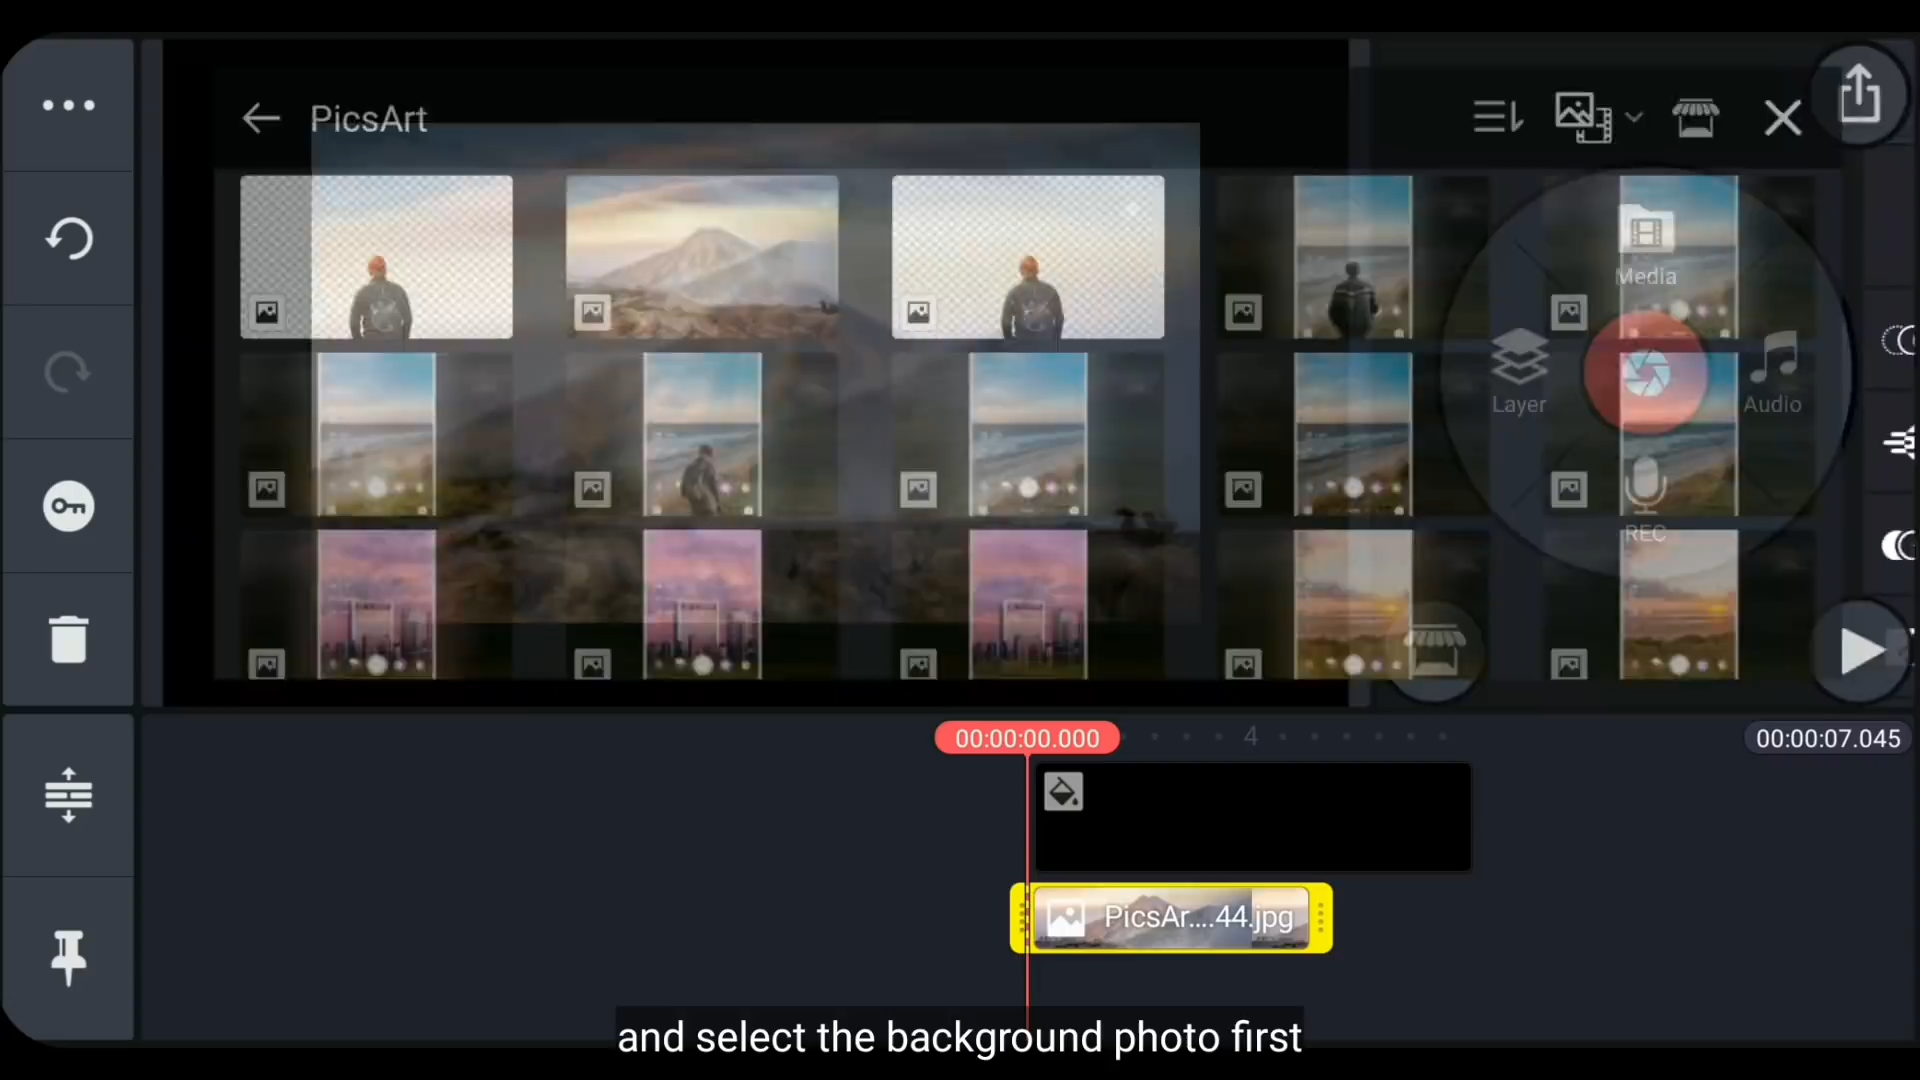 PicsArt
Media
Layer
Audio
REC
00:00:00.000
4
00:00:07.045
PicsAr....44.jpg
and select the background photo first